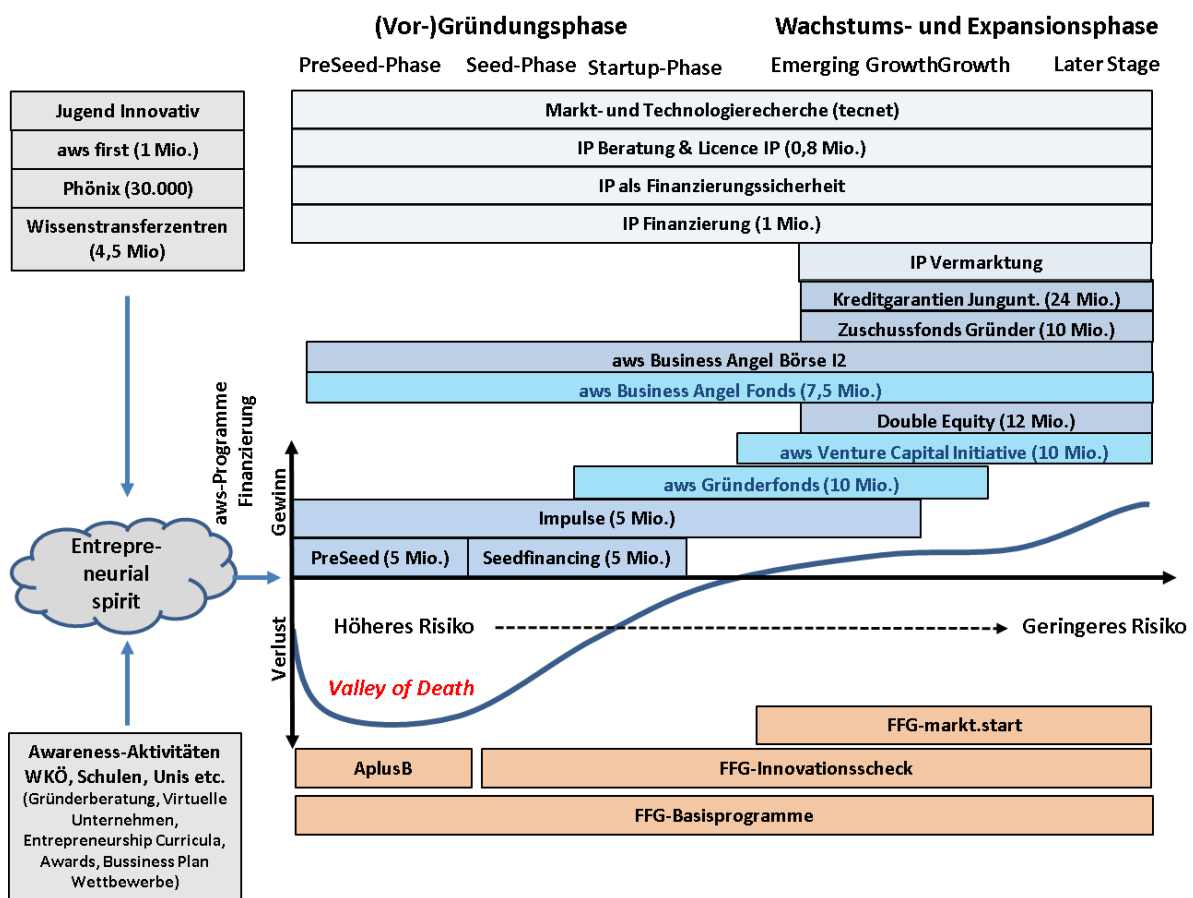 (Vor-)Gründungsphase
Wachstums- und Expansionsphase
PreSeed-Phase
Seed-Phase
Startup-Phase
Emerging GrowthGrowth
Later Stage
Jugend Innovativ
aws first (1 Mio.)
Phönix (30.000)
Wissenstransferzentren
(4,5 Mio)
Markt- und Technologierecherche (tecnet)
IP Beratung & Licence IP (0,8 Mio.)
IP als Finanzierungssicherheit
IP Finanzierung (1 Mio.)
IP Vermarktung
Kreditgarantien Jungunt. (24 Mio.)
Zuschussfonds Gründer (10 Mio.)
aws Business Angel Börse I2
aws Business Angel Fonds (7,5 Mio.)
Double Equity (12 Mio.)
aws Venture Capital Initiative (10 Mio.)
aws Gründerfonds (10 Mio.)
Impulse (5 Mio.)
PreSeed (5 Mio.)
Seedfinancing (5 Mio.)
aws-Programme
Finanzierung
Gewinn
Verlust
Entrepre-
neurial
spirit
Höheres Risiko
Geringeres Risiko
Valley of Death
FFG-markt.start
AplusB
FFG-Innovationsscheck
FFG-Basisprogramme
Awareness-Aktivitäten
WKÖ, Schulen, Unis etc.
(Gründerberatung, Virtuelle
Unternehmen,
Entrepreneurship Curricula,
Awards, Bussiness Plan
Wettbewerbe)